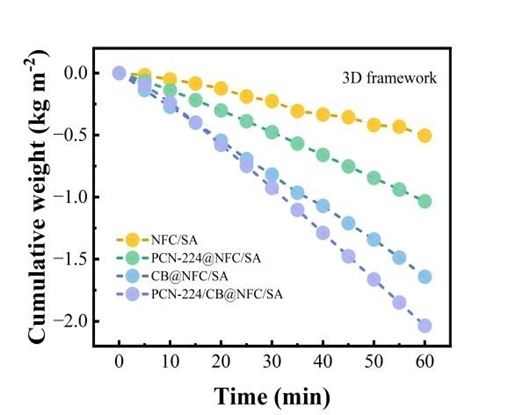 3D framework
Cumulative weight (kg m⁻²)
0.0
−0.5
−1.0
−1.5
−2.0
NFC/SA
PCN-224@NFC/SA
CB@NFC/SA
PCN-224/CB@NFC/SA
0 10 20 30 40 50 60
Time (min)